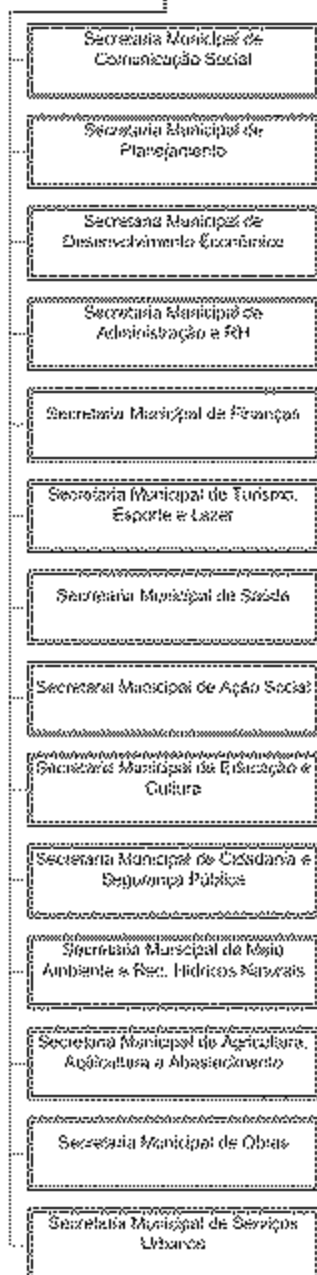 Secretaria Municipal de
Comunicação Social
Secretaria Municipal de
Planejamento
Secretaria Municipal de
Desenvolvimento Econômico
Secretaria Municipal de
Administração e RH
Secretaria Municipal de Finanças
Secretaria Municipal de Turismo,
Esporte e Lazer
Secretaria Municipal de Saúde
Secretaria Municipal de Ação Social
Secretaria Municipal de Educação e
Cultura
Secretaria Municipal de Cidadania e
Segurança Pública
Secretaria Municipal de Meio
Ambiente e Rec. Hídricos Naturais
Secretaria Municipal de Agricultura,
Aqüicultura e Abastecimento
Secretaria Municipal de Obras
Secretaria Municipal de Serviços
Urbanos